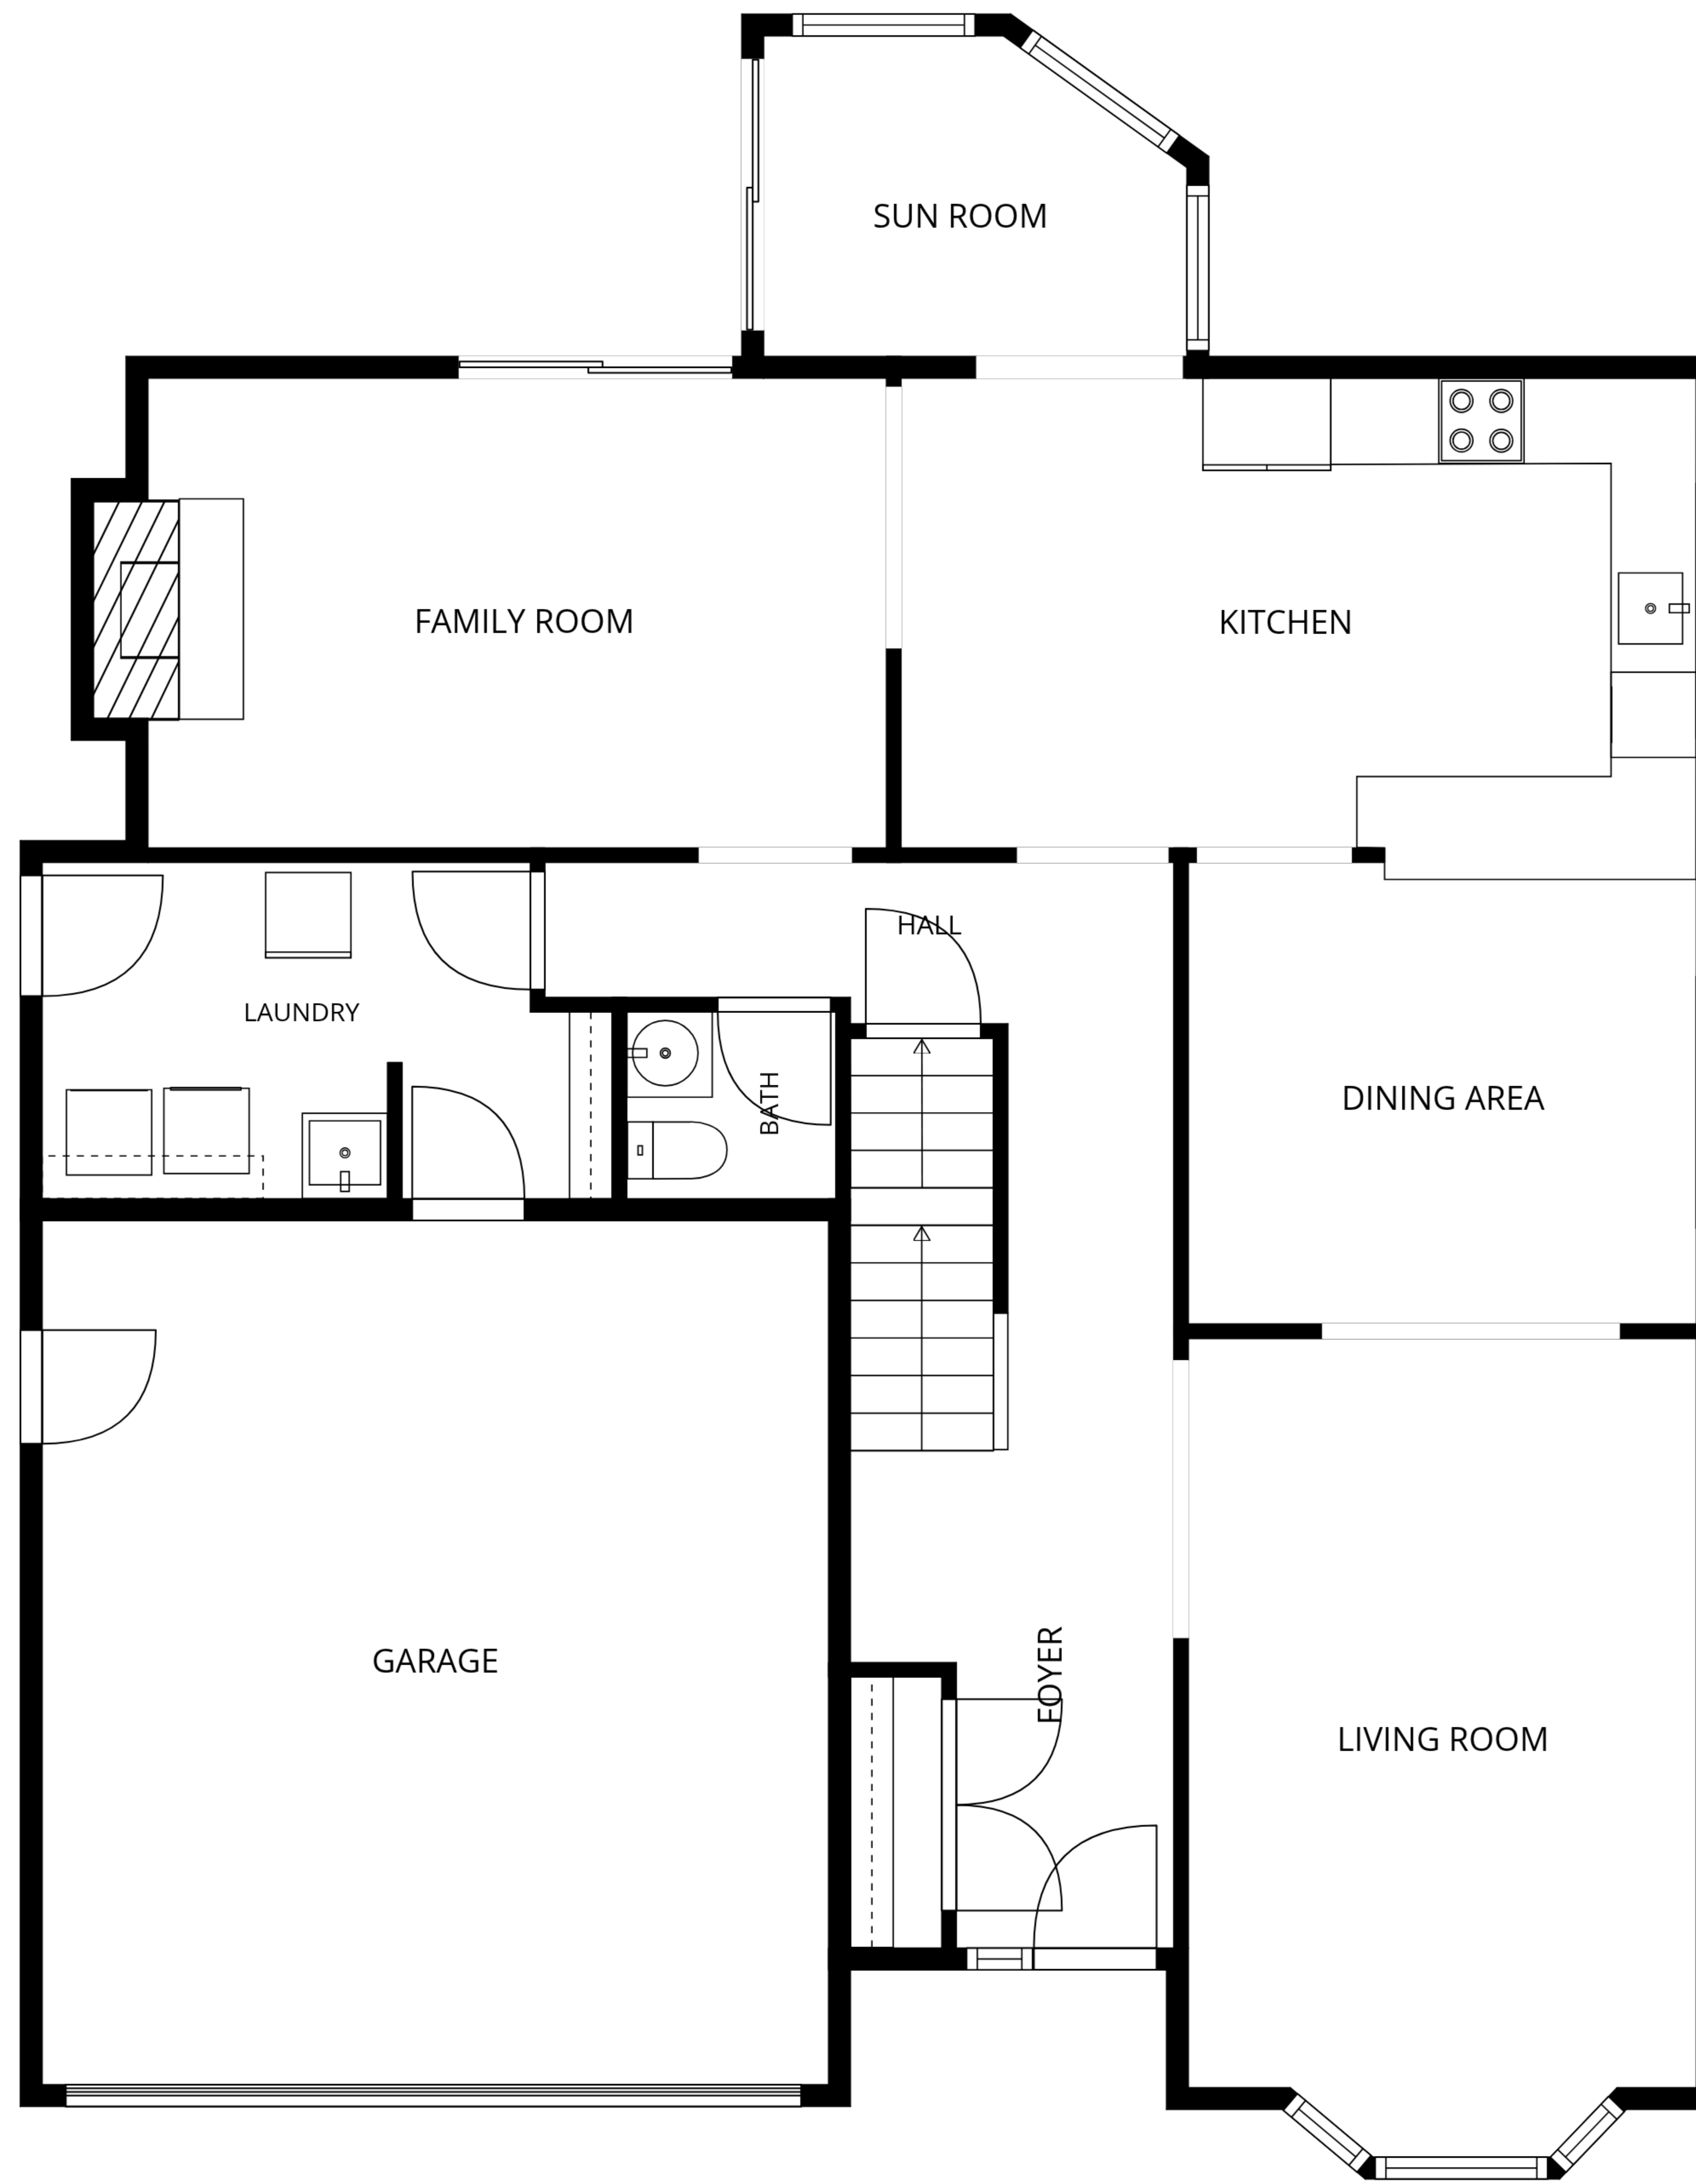 SUN ROOM
FAMILY ROOM
KITCHEN
HALL
LAUNDRY
BATH
DINING AREA
GARAGE
FOYER
LIVING ROOM